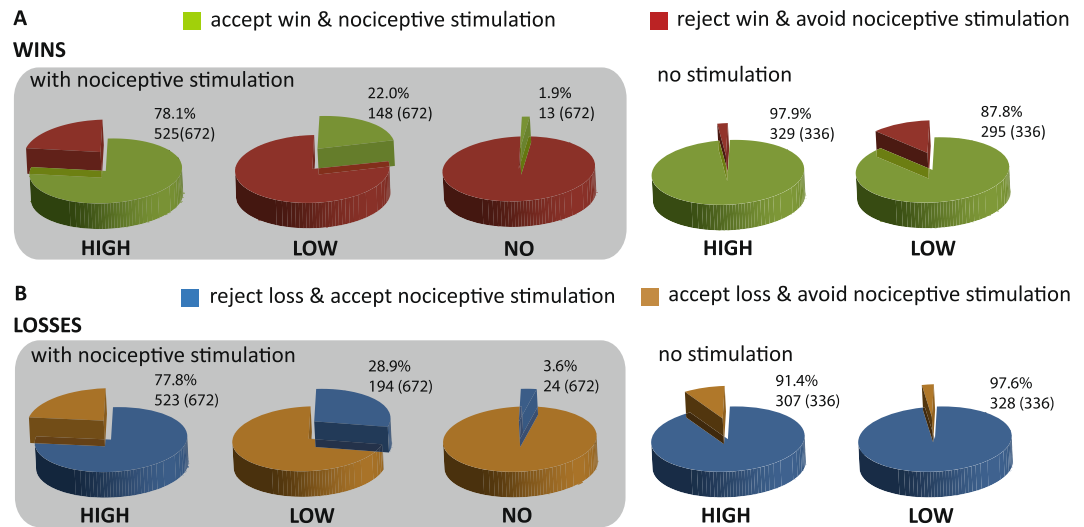 A
accept win & nociceptive stimulation
reject win & avoid nociceptive stimulation
WINS
with nociceptive stimulation
no stimulation
78.1%
525(672)
22.0%
148 (672)
1.9%
13 (672)
97.9%
329 (336)
87.8%
295 (336)
HIGH
LOW
NO
HIGH
LOW
B
reject loss & accept nociceptive stimulation
accept loss & avoid nociceptive stimulation
LOSSES
with nociceptive stimulation
no stimulation
77.8%
523 (672)
28.9%
194 (672)
3.6%
24 (672)
91.4%
307 (336)
97.6%
328 (336)
HIGH
LOW
NO
HIGH
LOW